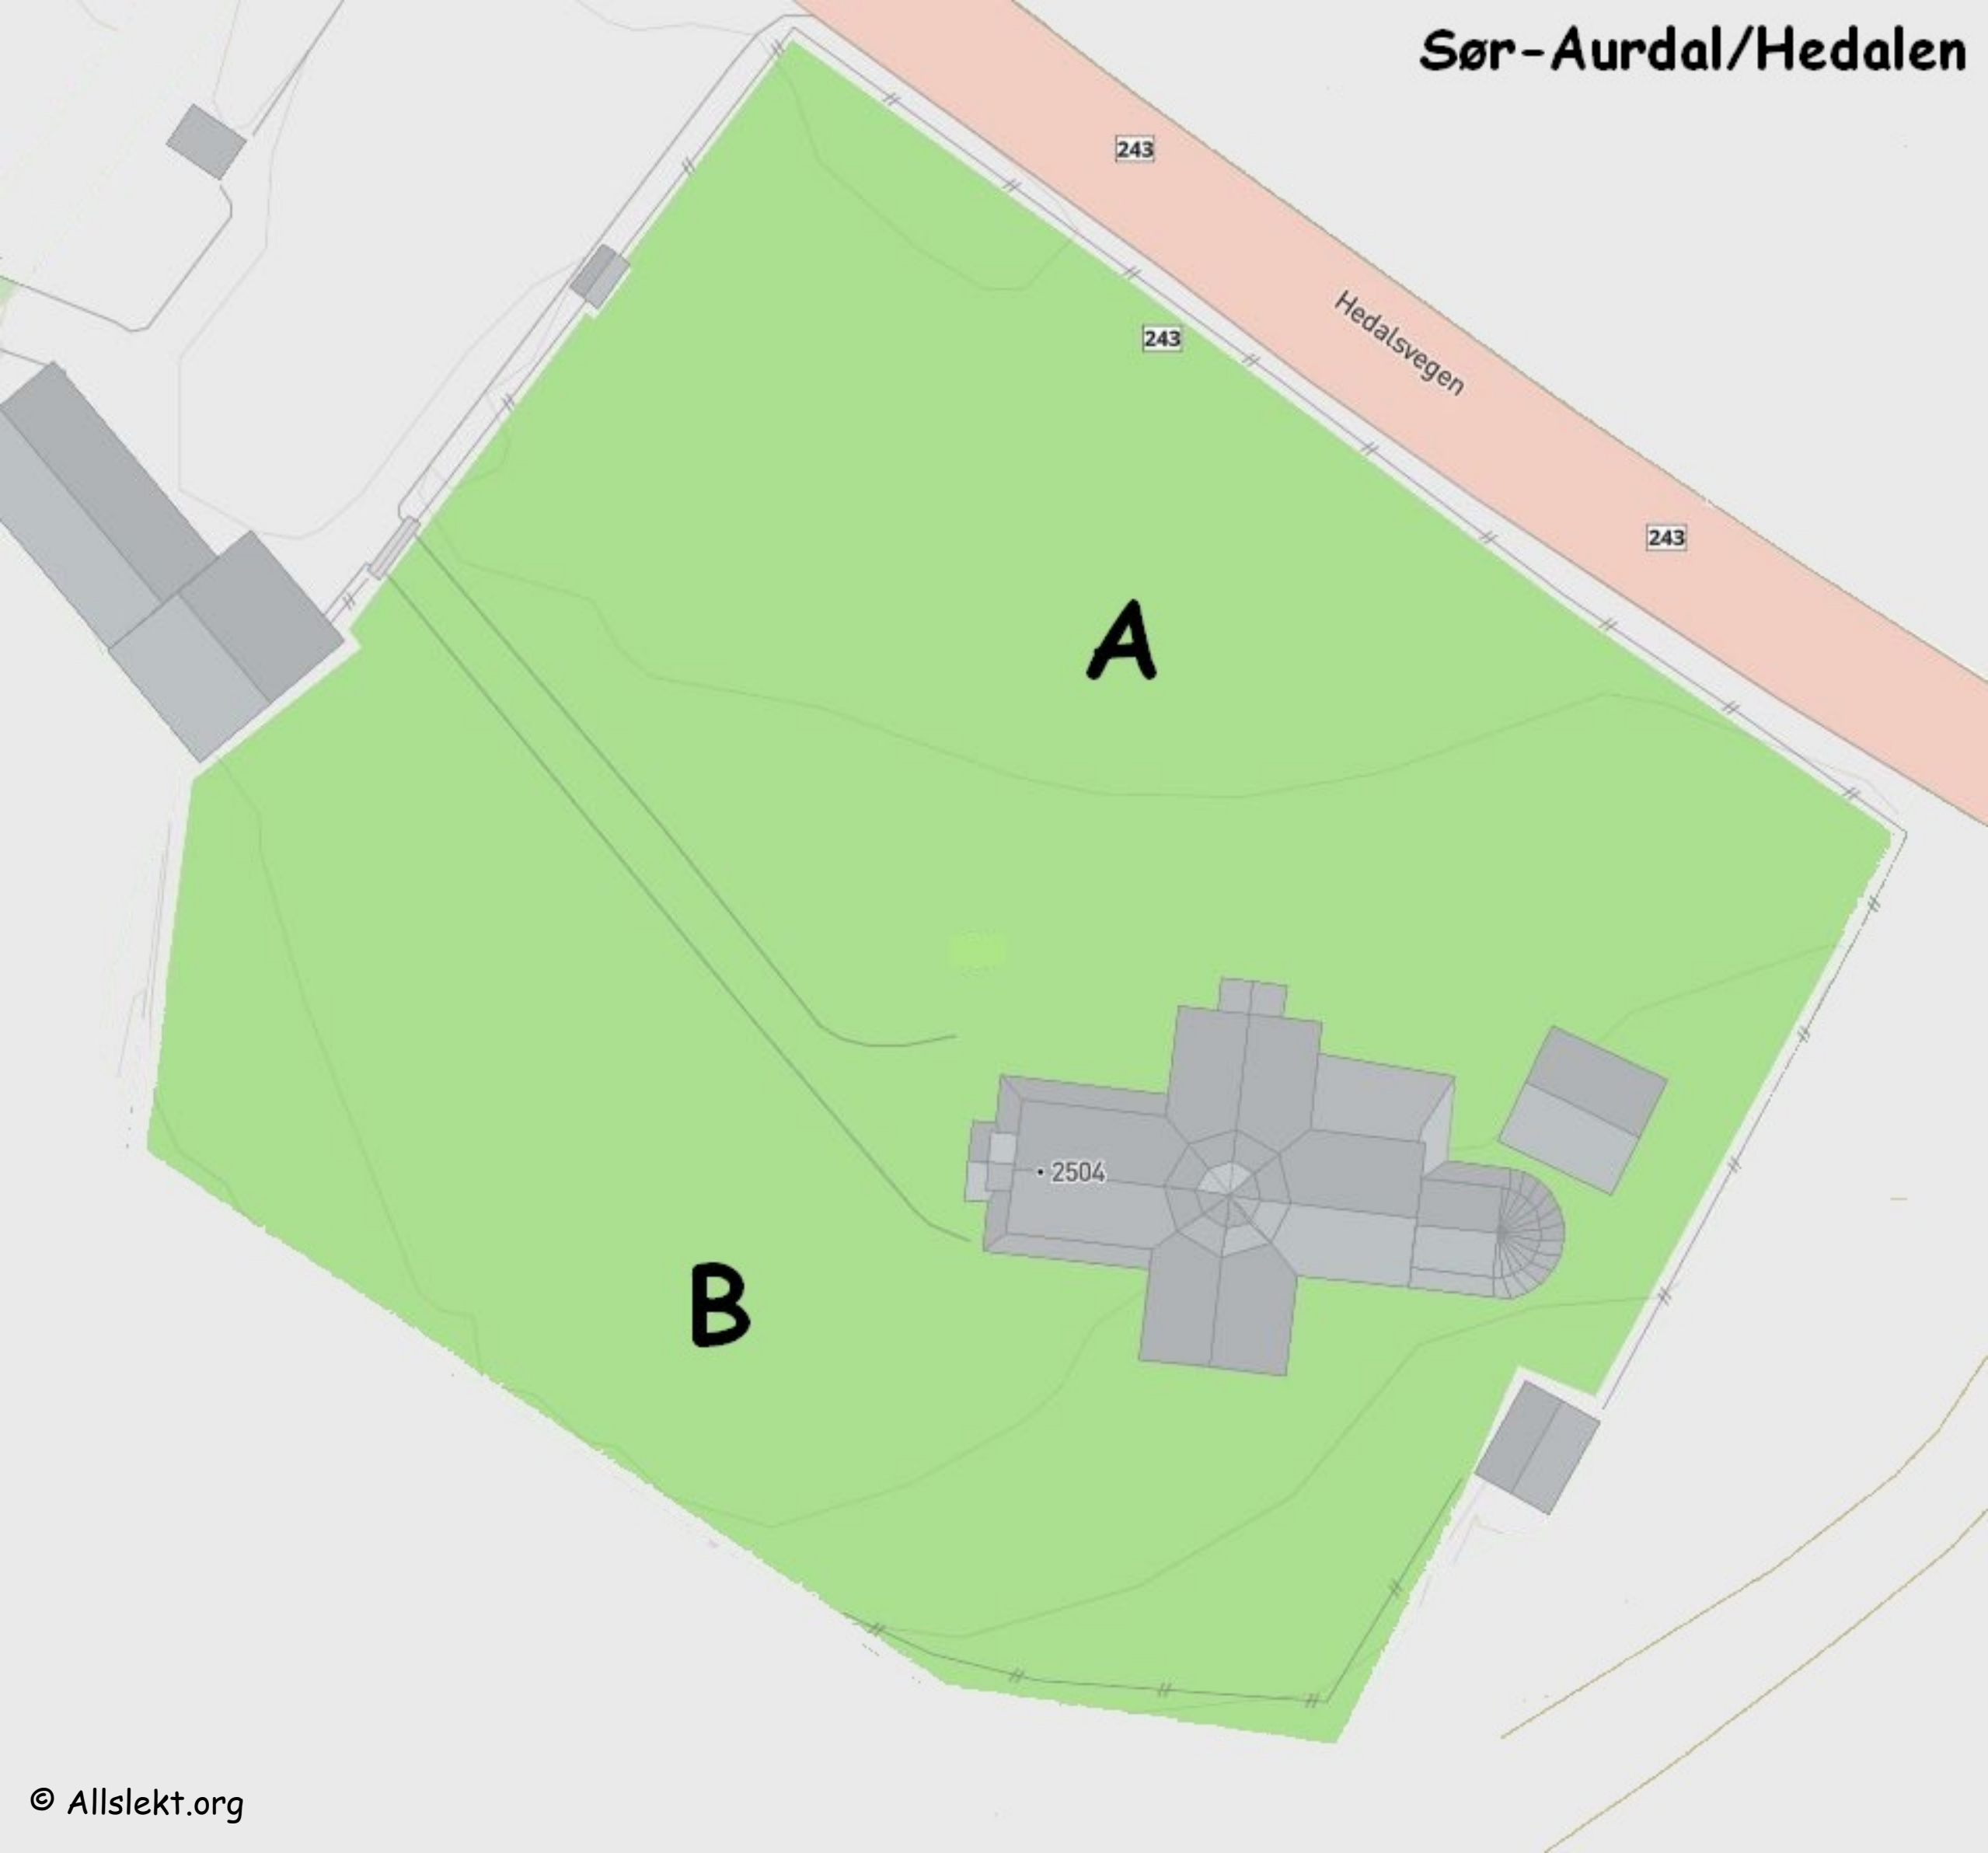 Sør-Aurdal/Hedalen
243
Hedalsvegen
243
243
A
• 2504
B
© Allslekt.org